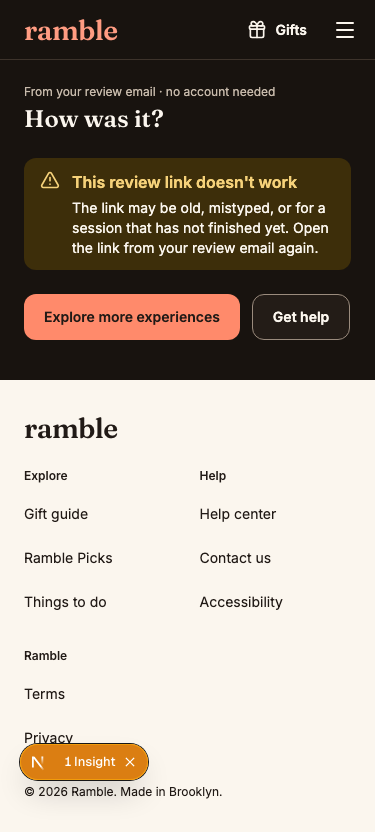 ramble
Gifts
From your review email · no account needed
How was it?
This review link doesn't work
The link may be old, mistyped, or for a
session that has not finished yet. Open
the link from your review email again.
Explore more experiences
Get help
ramble
Explore
Help
Gift guide
Help center
Ramble Picks
Contact us
Things to do
Accessibility
Ramble
Terms
Privacy
N 1 Insight
© 2026 Ramble. Made in Brooklyn.